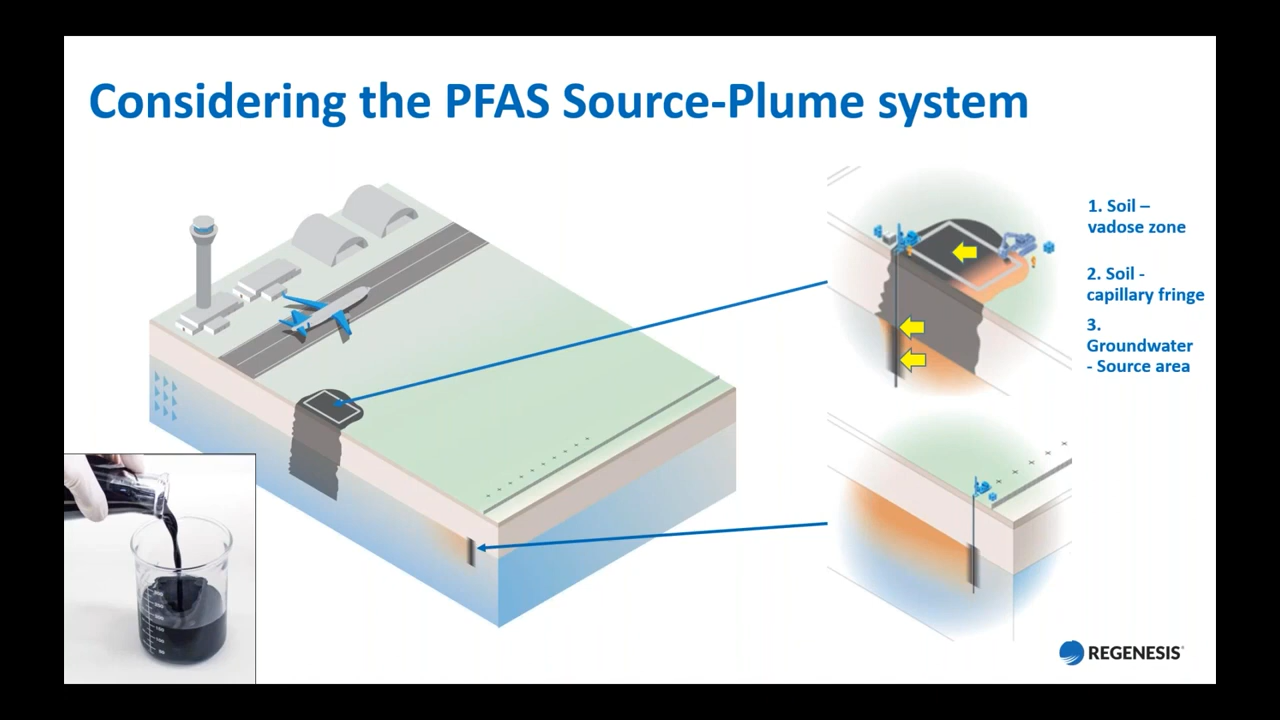 Considering the PFAS Source-Plume system
1. Soil –
vadose zone
2. Soil -
capillary fringe
3.
Groundwater
- Source area
REGENESIS®